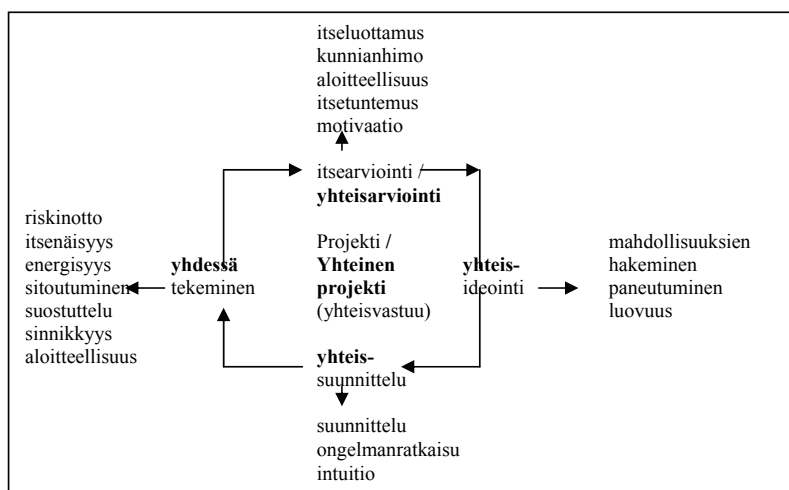 itseluottamus
kunnianhimo
aloitteellisuus
itsetuntemus
motivaatio
itsearviointi /
yhteisarviointi
riskinotto
itsenäisyys
energisyys
sitoutuminen
suostuttelu
sinnikkyys
aloitteellisuus
yhdessä
tekeminen
Projekti /
Yhteinen
projekti
(yhteisvastuu)
yhteis-
ideointi
mahdollisuuksien
hakeminen
paneutuminen
luovuus
yhteis-
suunnittelu
suunnittelu
ongelmanratkaisu
intuitio